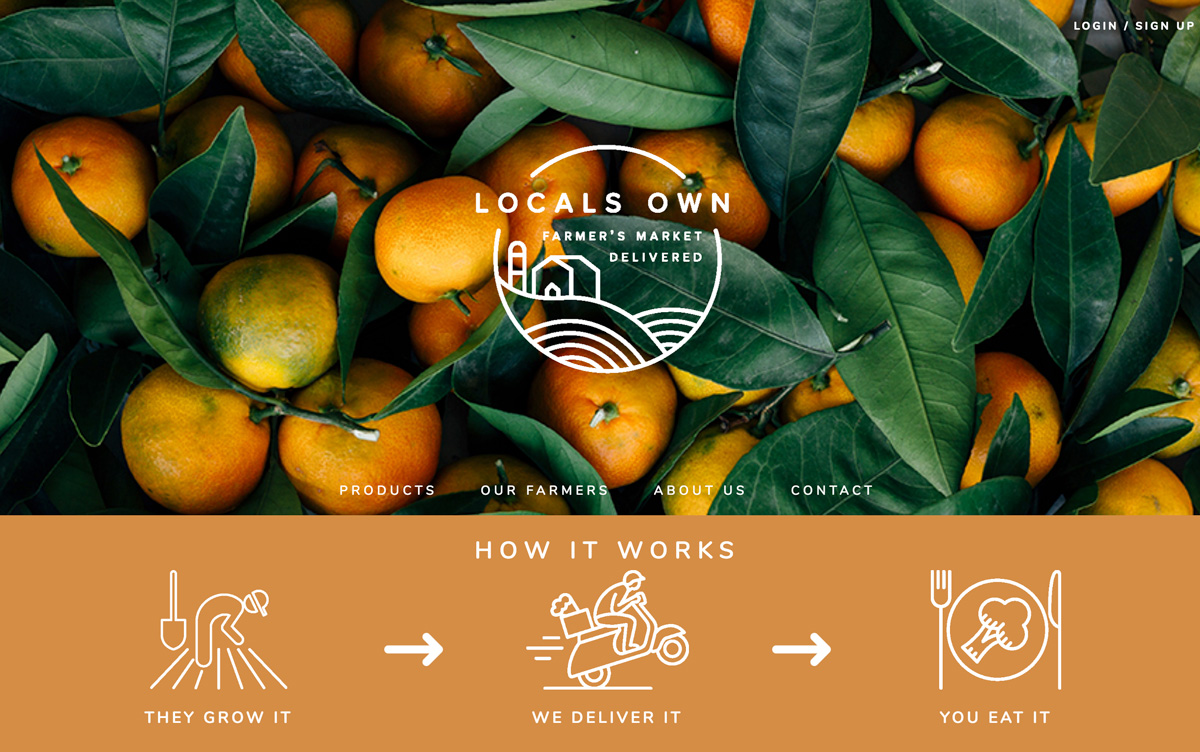 LOGIN / SIGN UP
LOCALS OWN
FARMER'S MARKET
DELIVERED
PRODUCTS OUR FARMERS ABOUT US CONTACT
HOW IT WORKS
THEY GROW IT WE DELIVER IT YOU EAT IT